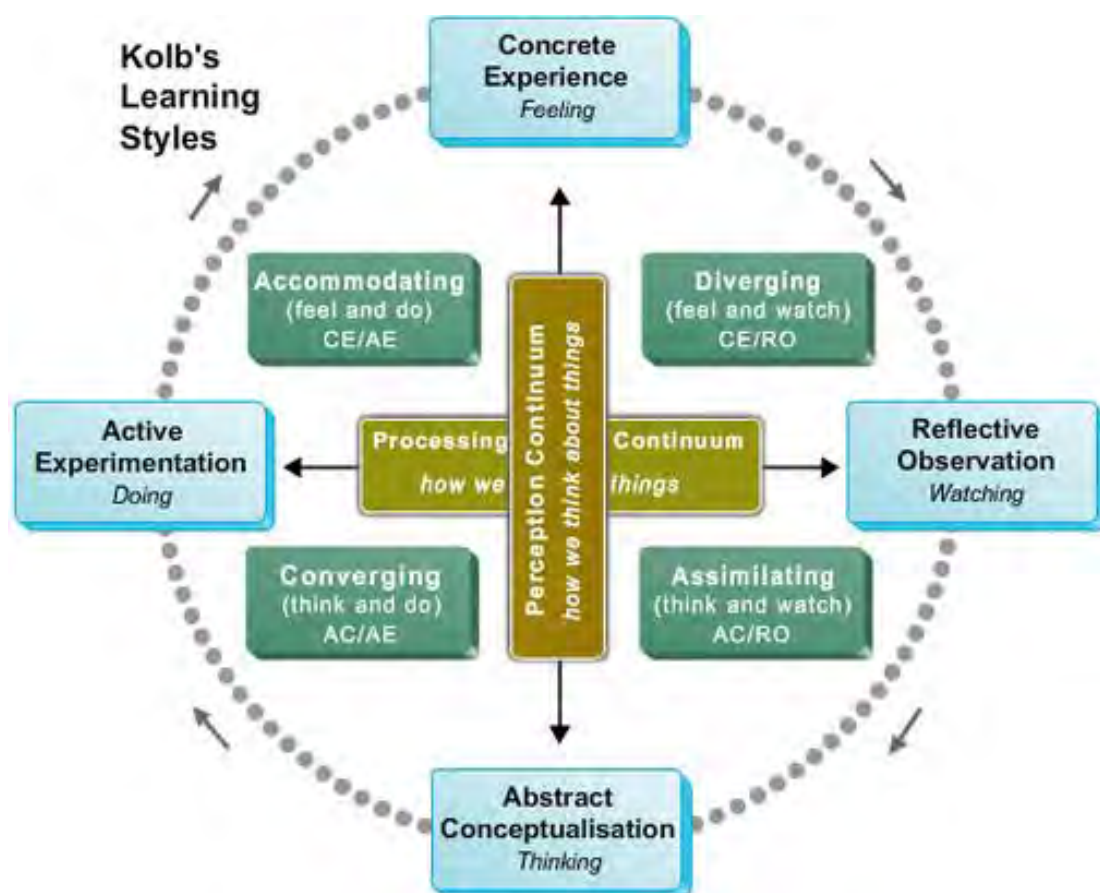 Kolb's
Learning
Styles
Concrete
Experience
Feeling
Accommodating
(feel and do)
CE/AE
Diverging
(feel and watch)
CE/RO
Active
Experimentation
Doing
Processing Continuum
how we things
Perception Continuum
how we think about things
Reflective
Observation
Watching
Converging
(think and do)
AC/AE
Assimilating
(think and watch)
AC/RO
Abstract
Conceptualisation
Thinking